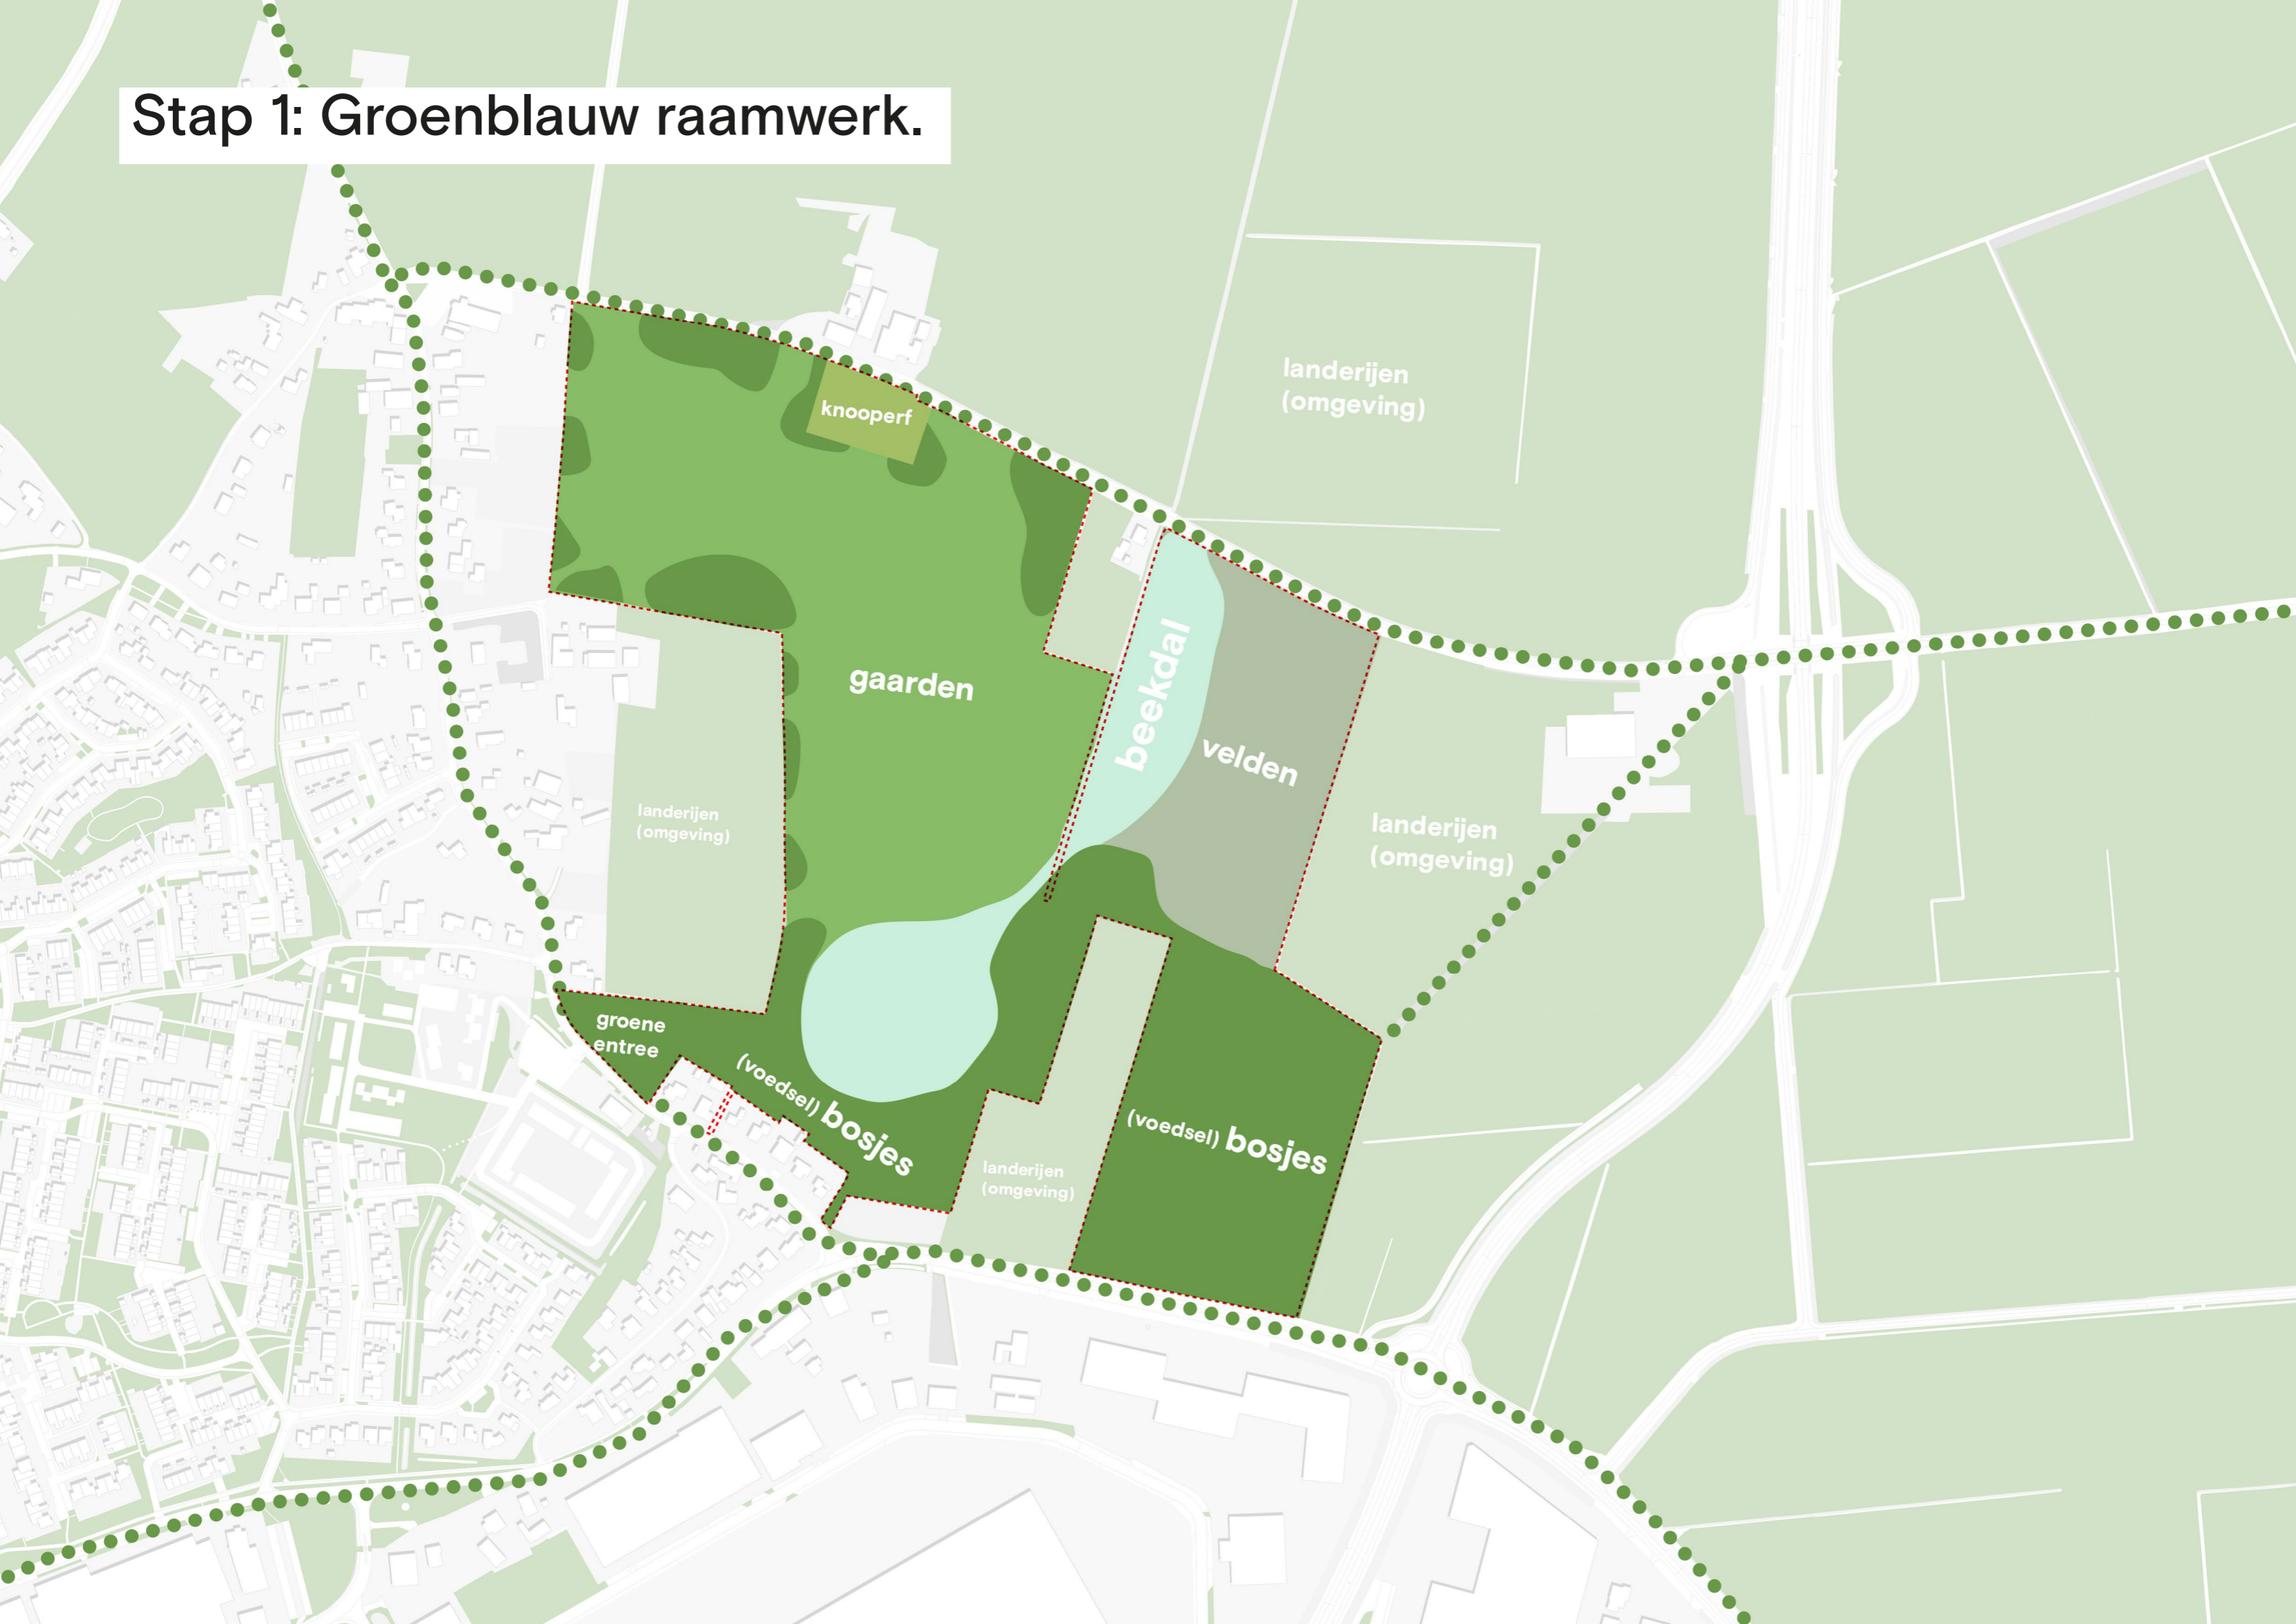 Stap 1: Groenblauw raamwerk.
landerijen
(omgeving)
knooperf
gaarden
beekdal
velden
landerijen
(omgeving)
landerijen
(omgeving)
groene
entree
(voedsel) bosjes
(voedsel) bosjes
landerijen
(omgeving)